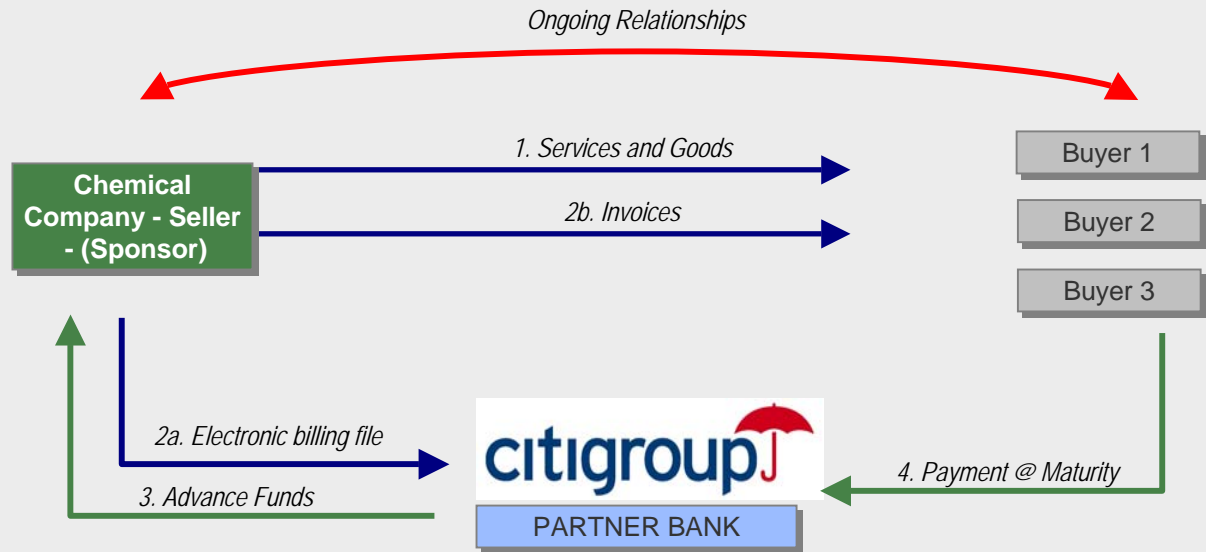 Ongoing Relationships
1. Services and Goods
Buyer 1
Chemical
Company - Seller
- (Sponsor)
2b. Invoices
Buyer 2
Buyer 3
2a. Electronic billing file
citigroup
4. Payment @ Maturity
3. Advance Funds
PARTNER BANK